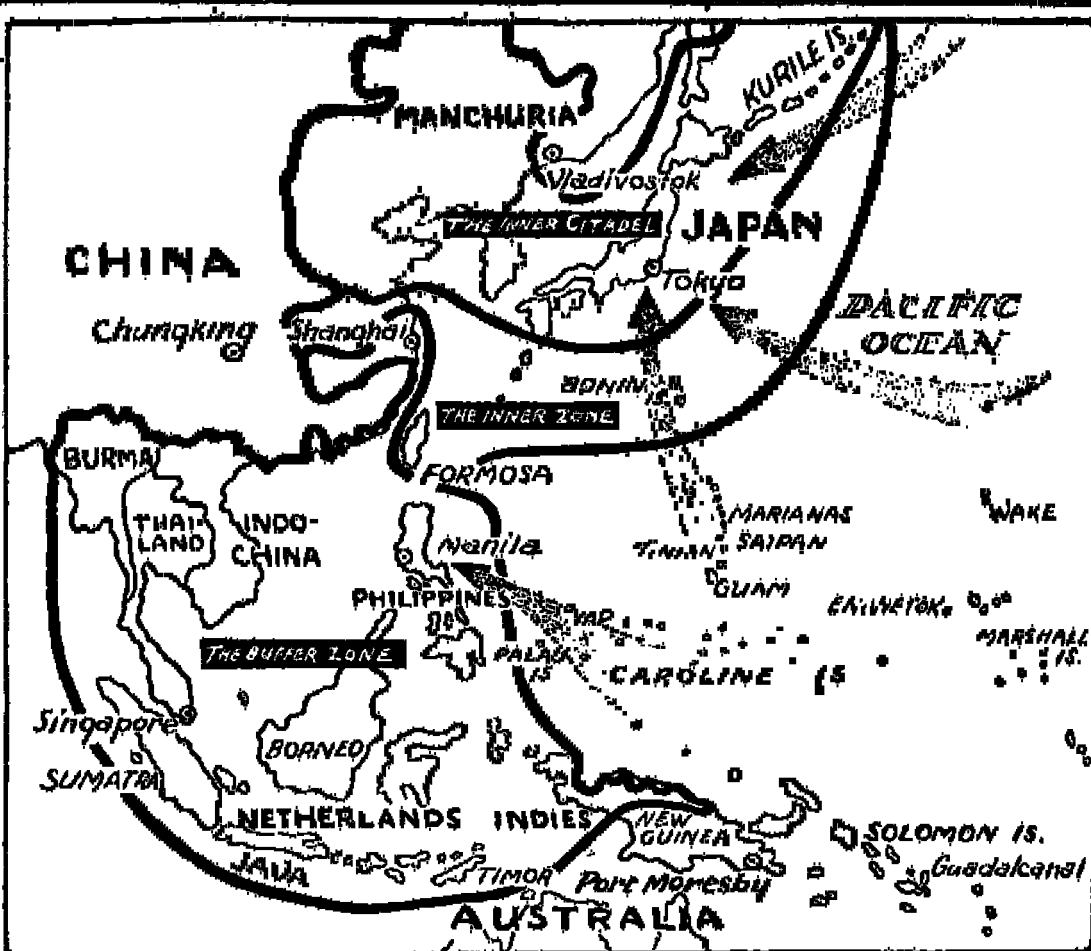 KURILE IS.
MANCHURIA
Vladivostok
THE INNER CITADEL
JAPAN
CHINA
Tokyo
Chungking
Shanghai
PACIFIC
OCEAN
BONIN
IS.
THE INNER ZONE
BURMA
FORMOSA
THAI-
LAND
INDO-
CHINA
Manila
MARIANAS
SAIPAN
TINIAN
GUAM
WAKE
PHILIPPINES
YAP
ENIWETOK
MARSHALL
IS.
THE BUFFER ZONE
PALAU
IS
CAROLINE IS
Singapore
BORNEO
SUMATRA
NETHERLANDS INDIES
NEW
GUINEA
SOLOMON IS.
JAVA
TIMOR
Port Moresby
Guadalcanal
AUSTRALIA